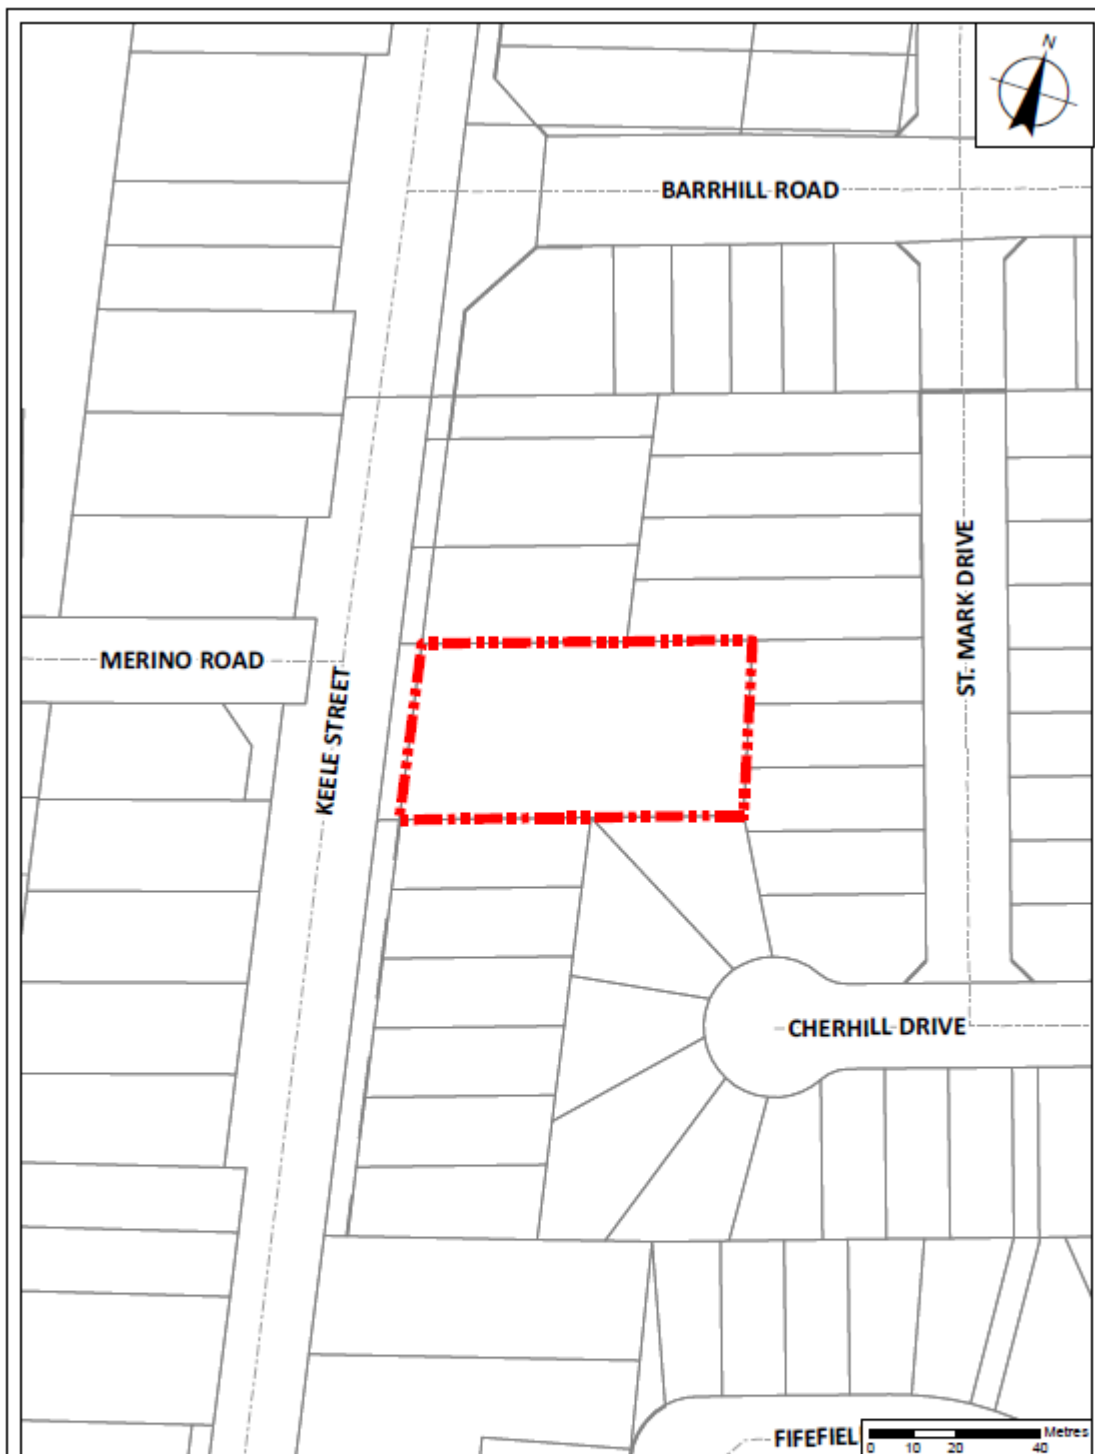 N
BARRHILL ROAD
ST. MARK DRIVE
MERINO ROAD
KEELE STREET
CHERHILL DRIVE
FIFEFIEL
Metres
0 10 20 40